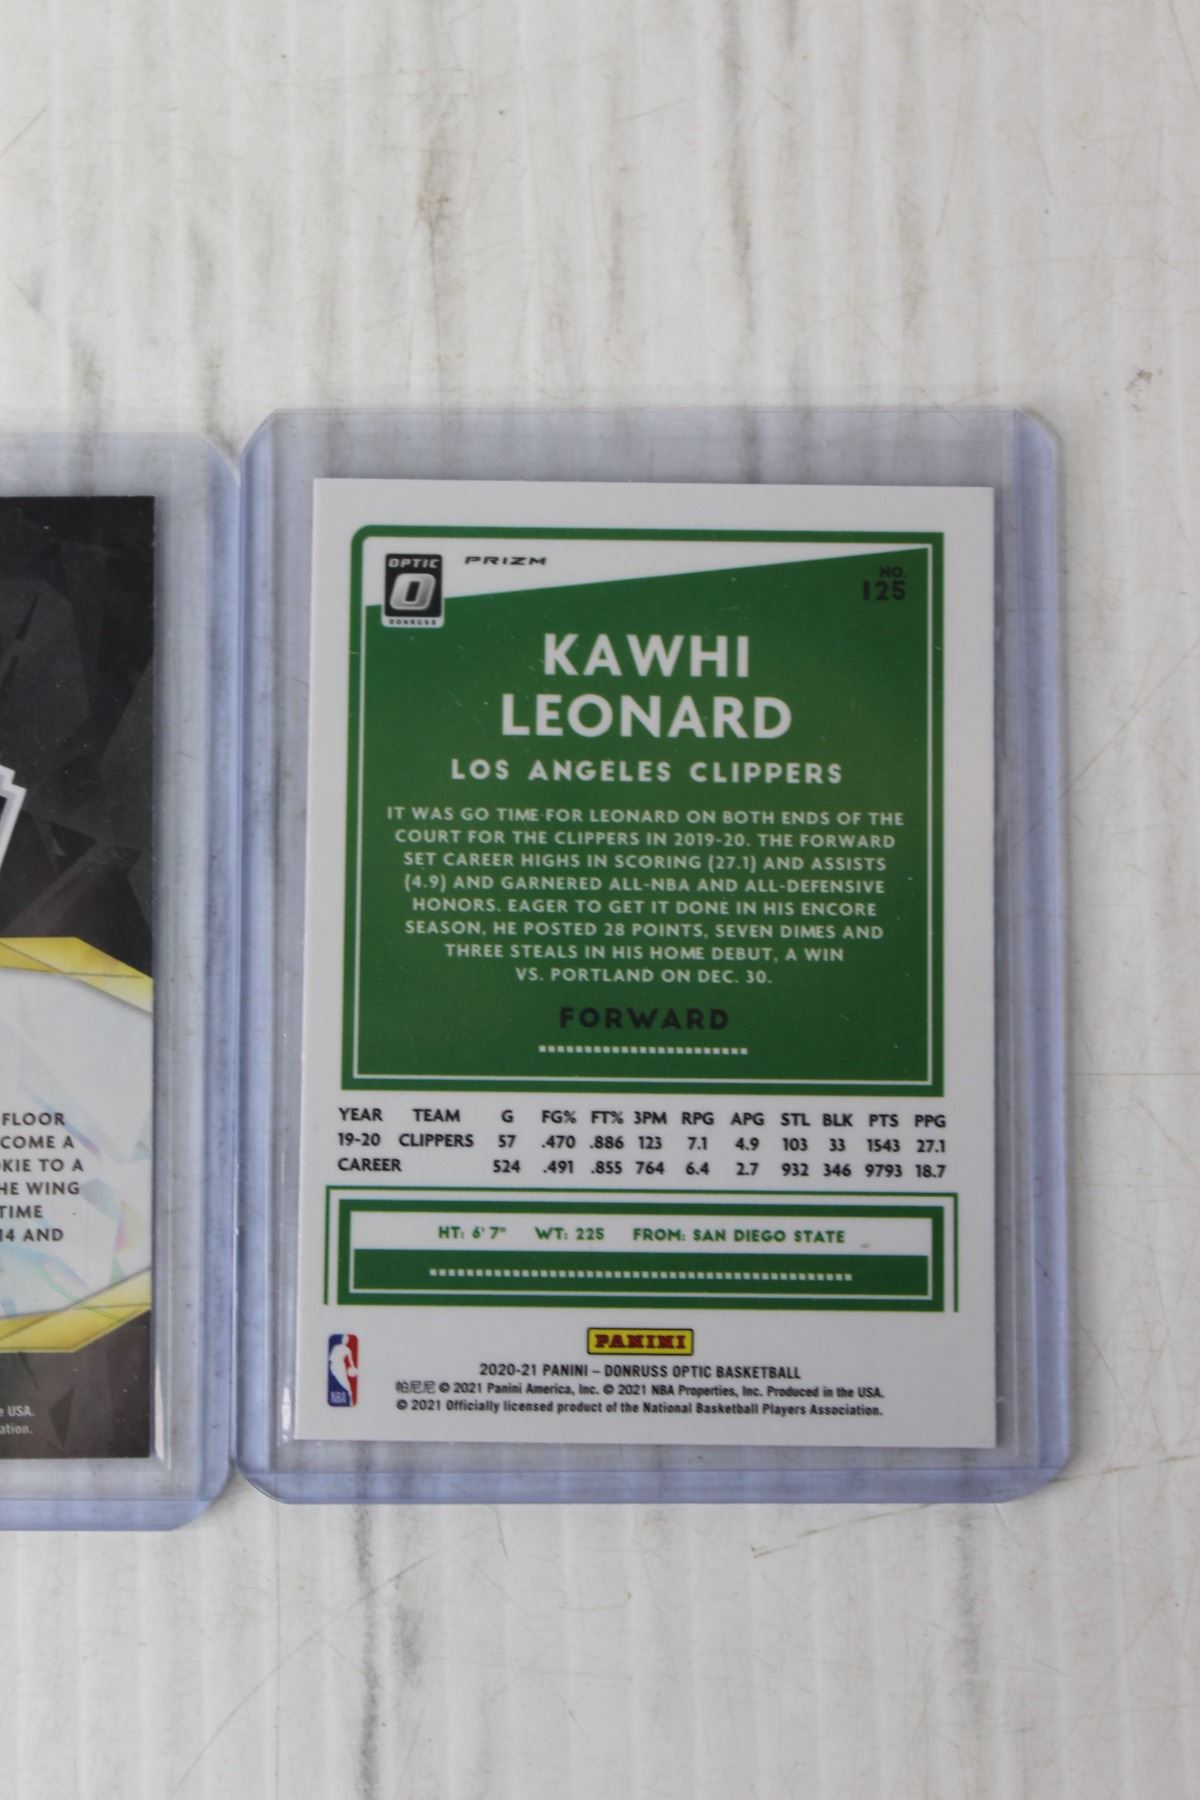 OPTIC
O
DONRUSS
PRIZM
NO.
125
KAWHI
LEONARD
LOS ANGELES CLIPPERS
IT WAS GO TIME FOR LEONARD ON BOTH ENDS OF THE
COURT FOR THE CLIPPERS IN 2019-20. THE FORWARD
SET CAREER HIGHS IN SCORING (27.1) AND ASSISTS
(4.9) AND GARNERED ALL-NBA AND ALL-DEFENSIVE
HONORS. EAGER TO GET IT DONE IN HIS ENCORE
SEASON, HE POSTED 28 POINTS, SEVEN DIMES AND
THREE STEALS IN HIS HOME DEBUT, A WIN
VS. PORTLAND ON DEC. 30.
FORWARD
YEAR TEAM G FG% FT% 3PM RPG APG STL BLK PTS PPG
19-20 CLIPPERS 57 .470 .886 123 7.1 4.9 103 33 1543 27.1
CAREER 524 .491 .855 764 6.4 2.7 932 346 9793 18.7
HT: 6' 7" WT: 225 FROM: SAN DIEGO STATE
PANINI
NBA
2020-21 PANINI – DONRUSS OPTIC BASKETBALL
帕尼尼 © 2021 Panini America, Inc. © 2021 NBA Properties, Inc. Produced in the USA.
© 2021 Officially licensed product of the National Basketball Players Association.
FLOOR
COME A
KIE TO A
HE WING
TIME
14 AND
e USA.
ation.